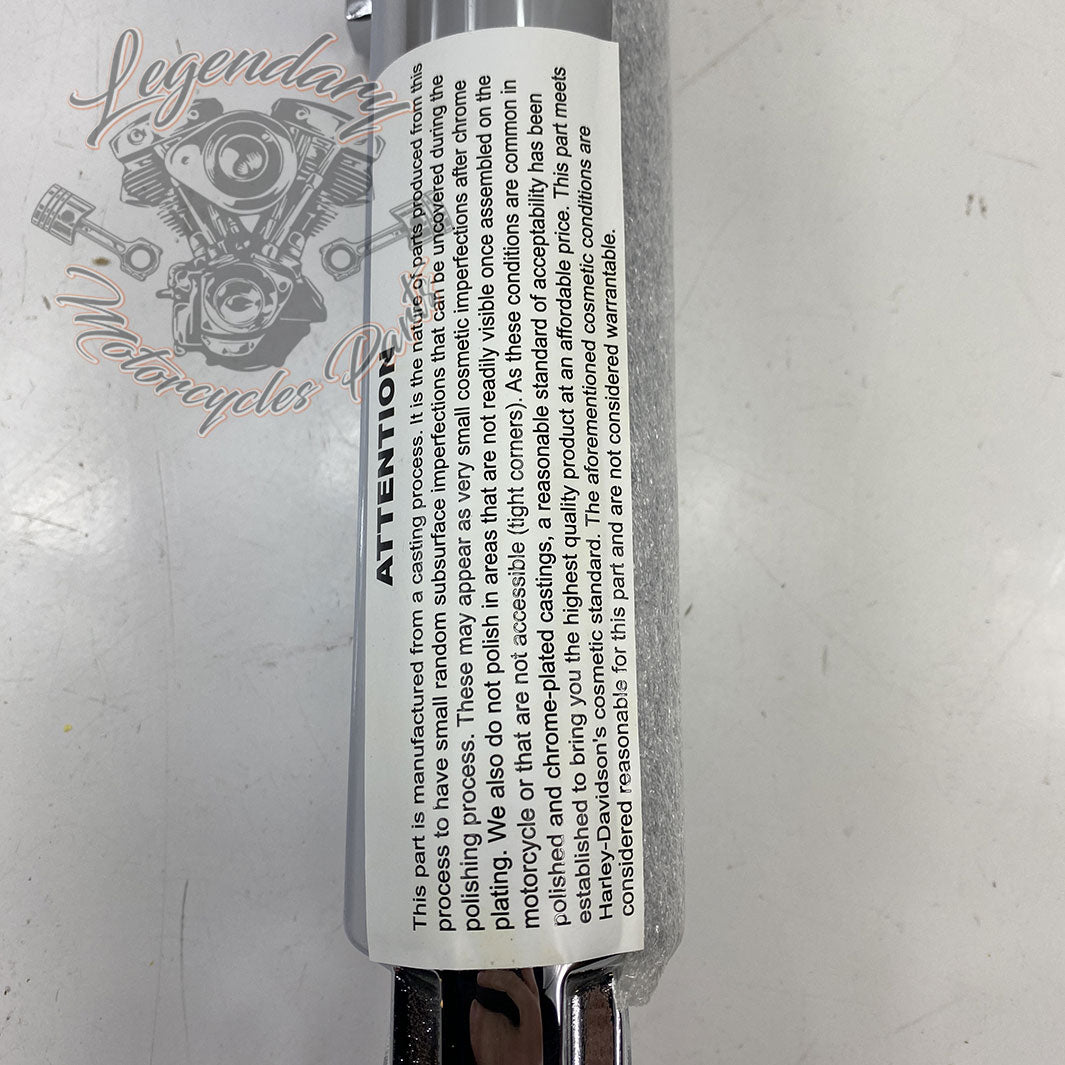 Legendary
Motorcycles Parts
ATTENTION
This part is manufactured from a casting process. It is the nature of parts produced from this
process to have small random subsurface imperfections that can be uncovered during the
polishing process. These may appear as very small cosmetic imperfections after chrome
plating. We also do not polish in areas that are not readily visible once assembled on the
motorcycle or that are not accessible (tight corners). As these conditions are common in
polished and chrome-plated castings, a reasonable standard of acceptability has been
established to bring you the highest quality product at an affordable price. This part meets
Harley-Davidson's cosmetic standard. The aforementioned cosmetic conditions are
considered reasonable for this part and are not considered warrantable.